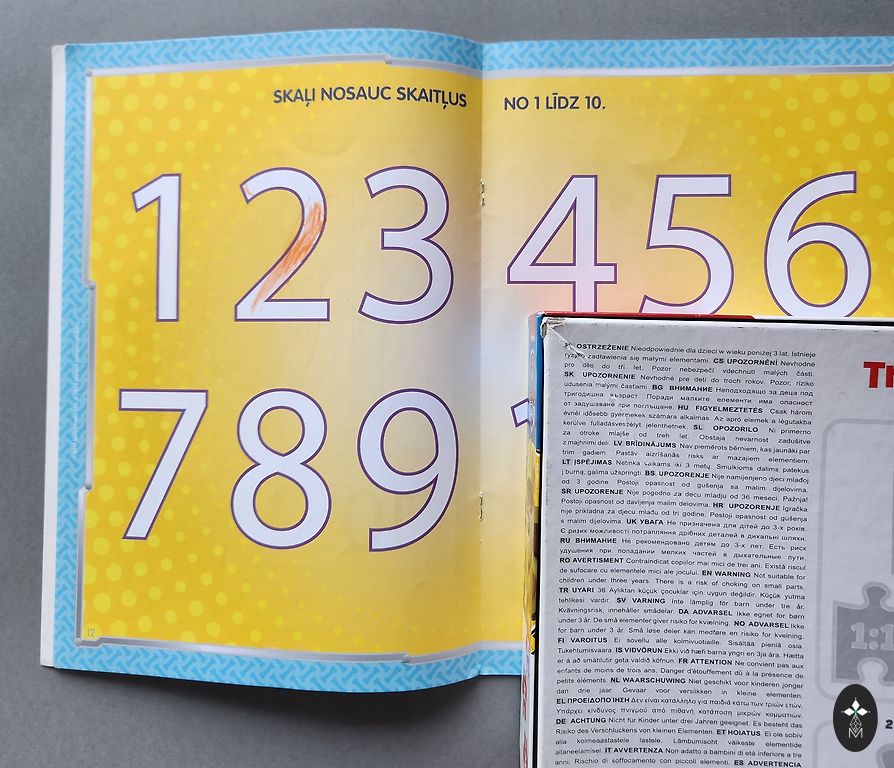 SKAĻI NOSAUC SKAITĻUS NO 1 LĪDZ 10.
1 2 3 4 5 6
7 8 9 1
12
PL OSTRZEŻENIE Nieodpowiednie dla dzieci w wieku poniżej 3 lat. Istnieje
ryzyko zadławienia się małymi elementami. CS UPOZORNĚNÍ Nevhodné
pro děti do tří let. Pozor nebezpečí vdechnutí malých částí.
SK UPOZORNENIE Nevhodné pre deti do troch rokov. Pozor, riziko
udusenia malými časťami. BG ВНИМАНИЕ Неподходящо за деца под
тригодишна възраст. Поради малките елементи има опасност
от задушаване при поглъщане. HU FIGYELMEZTETÉS Csak három
évnél idősebb gyermekek számára alkalmas. Az apró elemek a légutakba
kerülve fulladásveszélyt jelenthetnek. SL OPOZORILO Ni primerno
za otroke mlajše od treh let. Obstaja nevarnost zadušitve
z majhnimi deli. LV BRĪDINĀJUMS Nav piemērots bērniem, kas jaunāki par
trim gadiem. Pastāv aizrīšanās risks ar mazajiem elementiem.
LT ĮSPĖJIMAS Netinka vaikams iki 3 metų. Smulkioms dalims patekus
į burną, galima užspringti. BS UPOZORENJE Nije namijenjeno djeci mlađoj
od 3 godine. Postoji opasnost od gušenja sa malim dijelovima.
SR UPOZORENJE Nije pogodno za decu mlađu od 36 meseci. Pažnja!
Postoji opasnost od davljenja malim delovima. HR UPOZORENJE Igračka
nije prikladna za djecu mlađu od tri godine. Postoji opasnost od gušenja
s malim djelovima. UK УВАГА Не призначена для дітей до 3-х років.
Є ризик можливості потрапляння дрібних деталей в дихальні шляхи.
RU ВНИМАНИЕ Не рекомендовано детям до 3-х лет. Есть риск
удушения при попадании мелких частей в дыхательные пути.
RO AVERTISMENT Contraindicat copiilor mai mici de trei ani. Există riscul
de sufocare cu elementele mici ale jocului. EN WARNING Not suitable for
children under three years. There is a risk of choking on small parts.
TR UYARI 36 Aylıktan küçük çocuklar için uygun değildir. Küçük yutma
tehlikesi vardır. SV VARNING Inte lämplig för barn under tre år.
Kvävningsrisk, innehåller smådelar. DA ADVARSEL Ikke egnet for børn
under 3 år. De små elementer giver risiko for kvælning. NO ADVARSEL Ikke
for barn under 3 år. Små løse deler kan medføre en risiko for kvelning.
FI VAROITUS Ei sovellu alle kolmivuotiaille. Sisältää pieniä osia.
Tukehtumisvaara. IS VIÐVÖRUN Ekki við hæfi barna yngri en 3ja ára. Hætta
er á að smáhlutir geta valdið köfnun. FR ATTENTION Ne convient pas aux
enfants de moins de trois ans. Danger d'étouffement dû à la présence de
petits éléments. NL WAARSCHUWING Niet geschikt voor kinderen jonger
dan drie jaar. Gevaar voor verslikken in kleine elementen.
EL ΠΡΟΕΙΔΟΠΟΙΗΣΗ Δεν είναι κατάλληλο για παιδιά κάτω των τριών ετών.
Υπάρχει κίνδυνος πνιγμού από πιθανή κατάποση μικρών κομματιών.
DE ACHTUNG Nicht für Kinder unter drei Jahren geeignet. Es besteht das
Risiko des Verschluckens von kleinen Elementen. ET HOIATUS Ei ole sobiv
alla kolmeaastastele lastele. Lämbumisoht väikeste elementide
allaneelamisel. IT AVVERTENZA Non adatto a bambini di età inferiore a tre
anni. Rischio di soffocamento con piccoli elementi. ES ADVERTENCIA
Tr
1:1
2